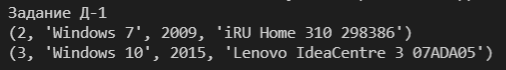 Задание Д-1
(2, 'Windows 7', 2009, 'iRU Home 310 298386')
(3, 'Windows 10', 2015, 'Lenovo IdeaCentre 3 07ADA05')